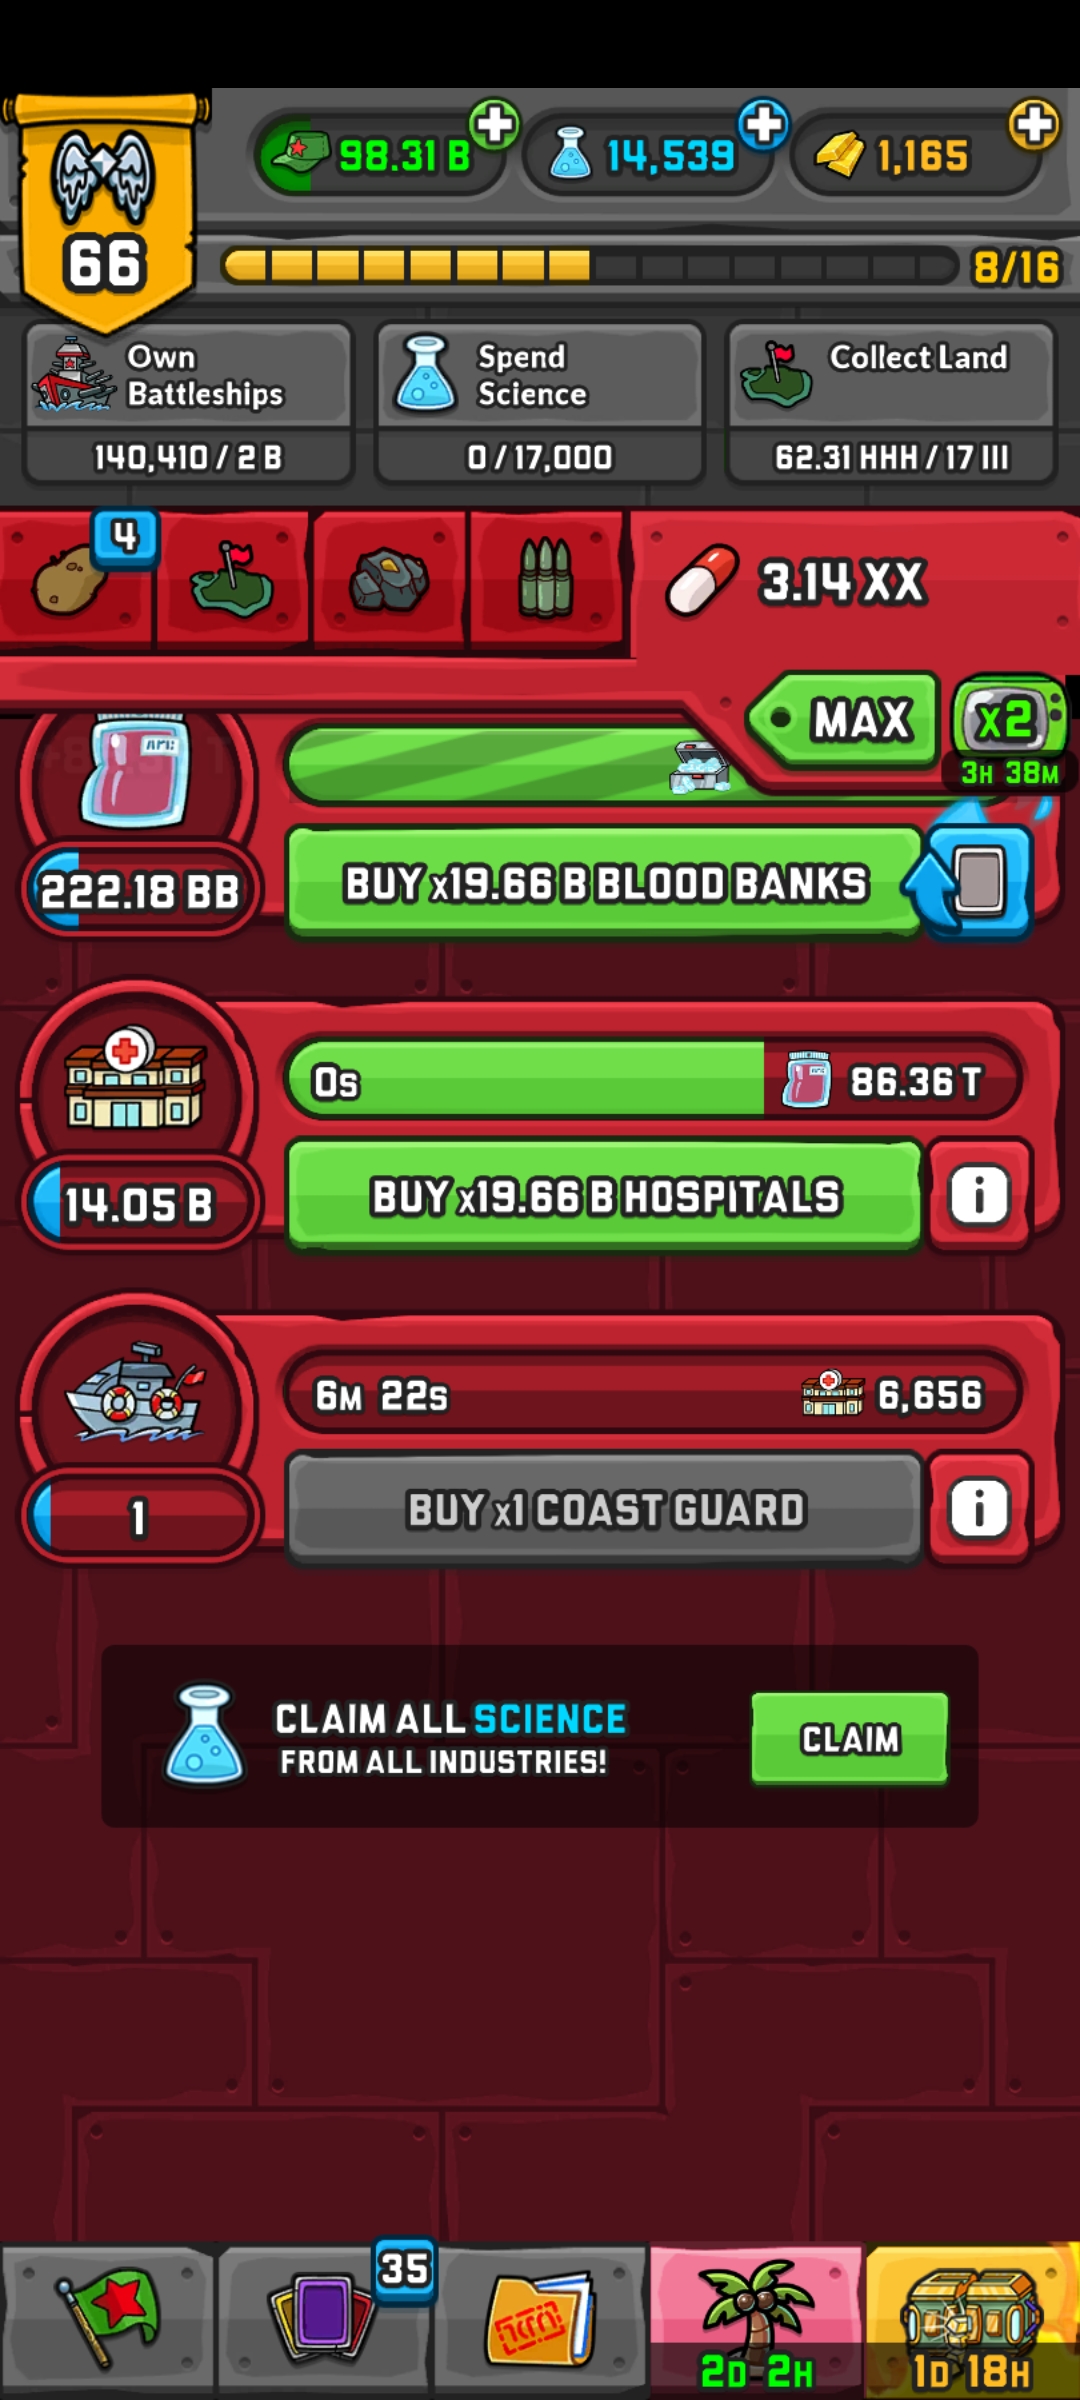 98.31 B
14,539
1,165
66
8/16
Own
Battleships
140,410 / 2 B
Spend
Science
0 / 17,000
Collect Land
62.31 HHH / 17 III
4
3.14 XX
MAX
x2
3H 38M
222.18 BB
BUY x19.66 B BLOOD BANKS
0s
86.36 T
14.05 B
BUY x19.66 B HOSPITALS
i
6M 22s
6,656
1
BUY x1 COAST GUARD
i
CLAIM ALL SCIENCE
FROM ALL INDUSTRIES!
CLAIM
35
2D 2H
1D 18H